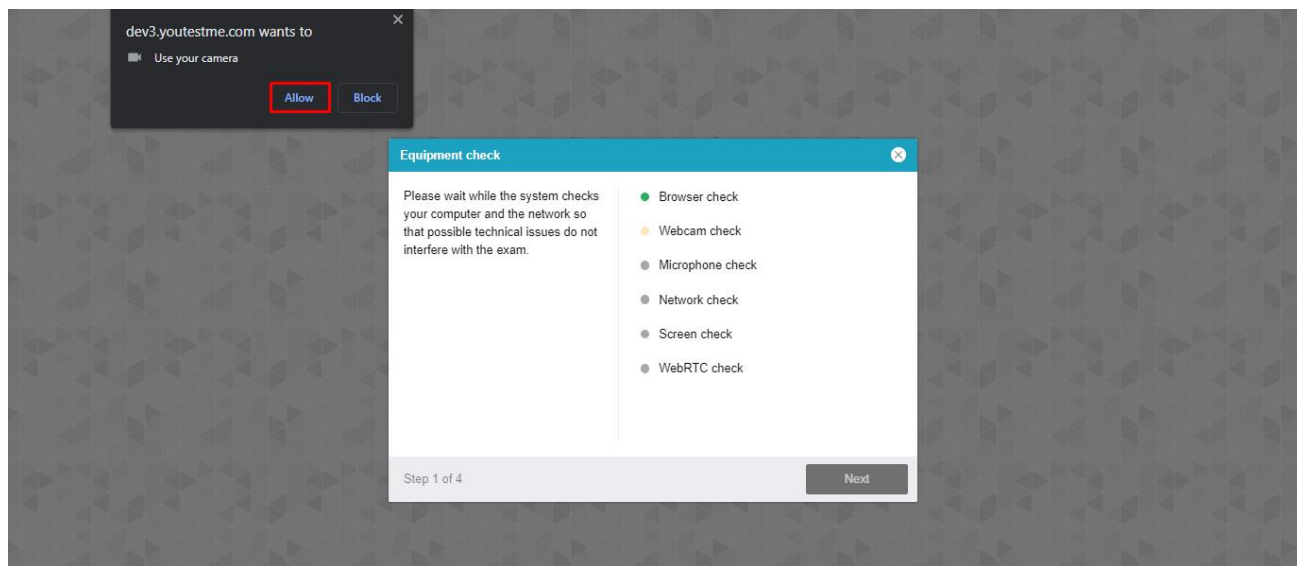 dev3.youtestme.com wants to
Use your camera
Allow
Block
Equipment check
Please wait while the system checks
your computer and the network so
that possible technical issues do not
interfere with the exam.
Browser check
Webcam check
Microphone check
Network check
Screen check
WebRTC check
Step 1 of 4
Next